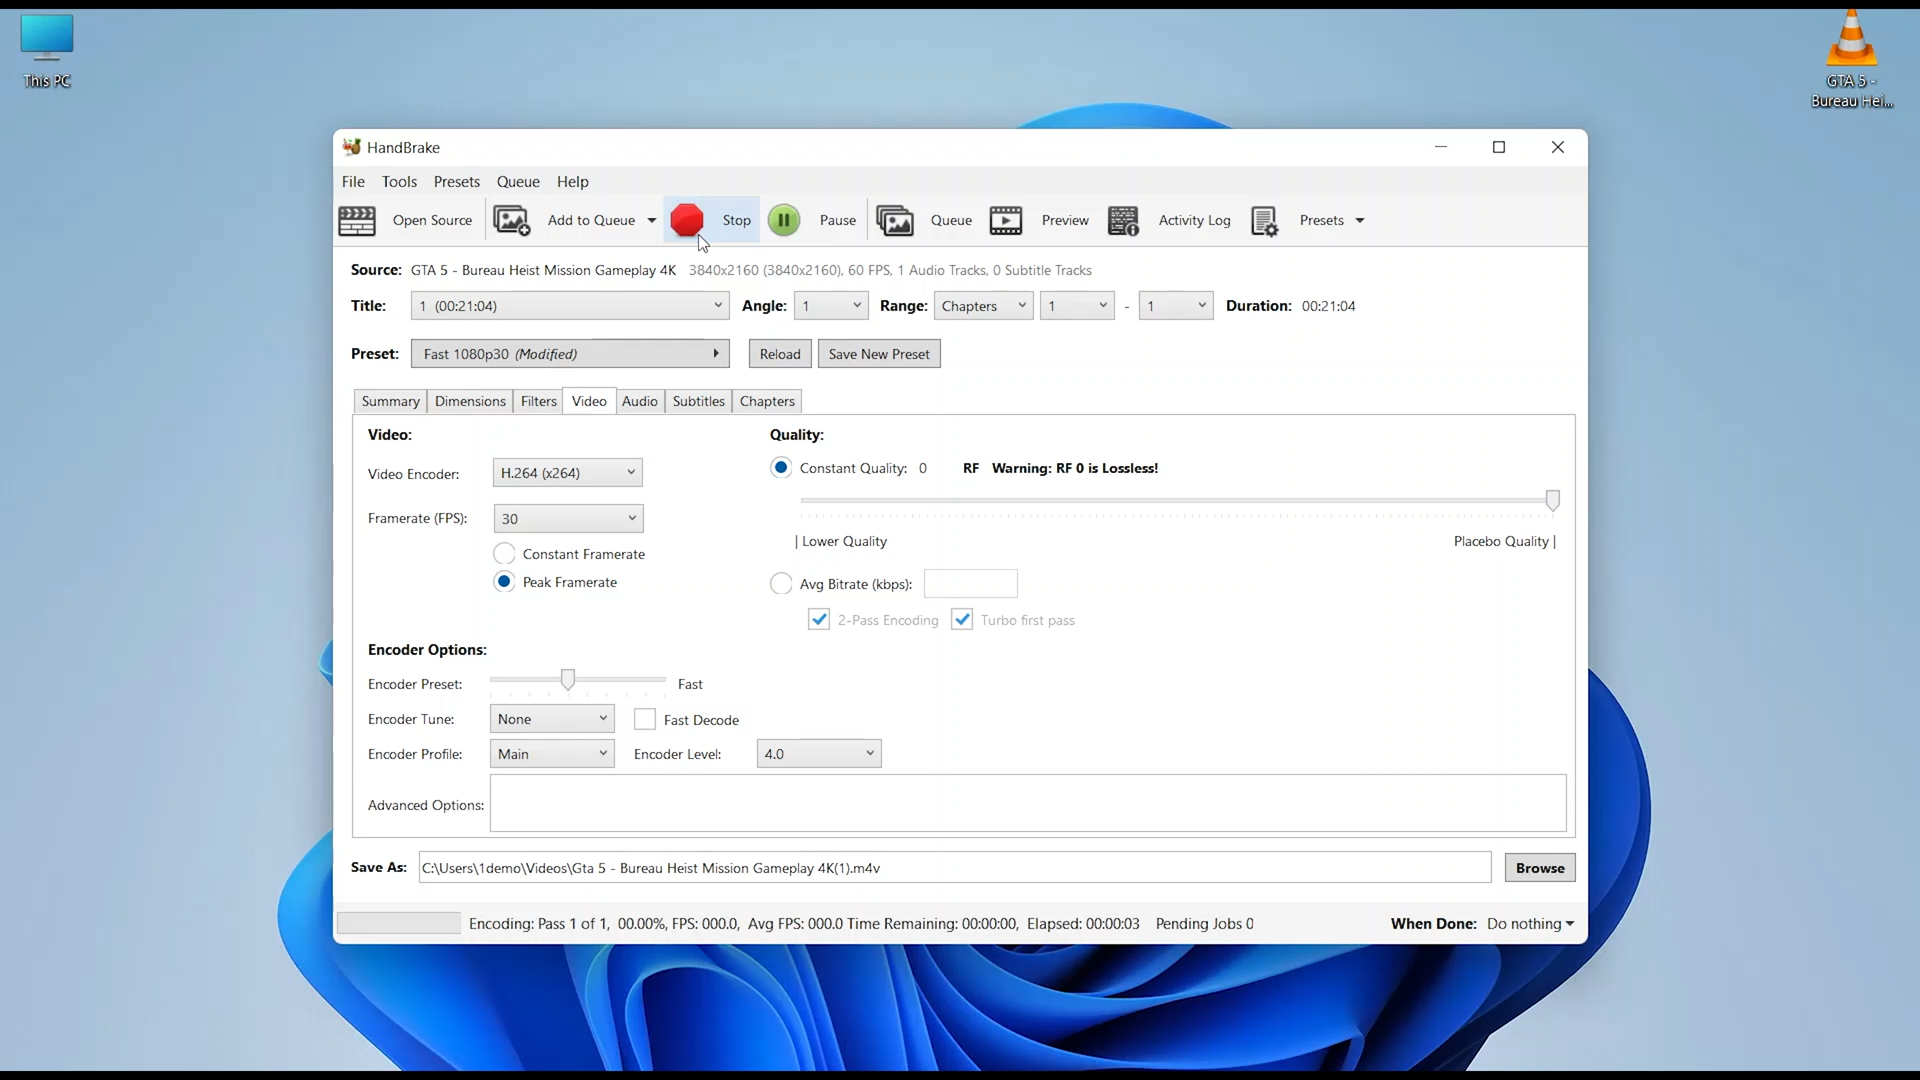 This PC
GTA 5 -
Bureau Hei...
HandBrake
File Tools Presets Queue Help
Open Source Add to Queue Stop Pause Queue Preview Activity Log Presets
Source: GTA 5 - Bureau Heist Mission Gameplay 4K 3840x2160 (3840x2160), 60 FPS, 1 Audio Tracks, 0 Subtitle Tracks
Title: 1 (00:21:04) Angle: 1 Range: Chapters 1 - 1 Duration: 00:21:04
Preset: Fast 1080p30 (Modified) Reload Save New Preset
Summary Dimensions Filters Video Audio Subtitles Chapters
Video: Quality:
Video Encoder: H.264 (x264) Constant Quality: 0 RF Warning: RF 0 is Lossless!
Framerate (FPS): 30
| Lower Quality Placebo Quality |
Constant Framerate
Peak Framerate Avg Bitrate (kbps):
2-Pass Encoding Turbo first pass
Encoder Options:
Encoder Preset: Fast
Encoder Tune: None Fast Decode
Encoder Profile: Main Encoder Level: 4.0
Advanced Options:
Save As: C:\Users\1demo\Videos\Gta 5 - Bureau Heist Mission Gameplay 4K(1).m4v Browse
Encoding: Pass 1 of 1, 00.00%, FPS: 000.0, Avg FPS: 000.0 Time Remaining: 00:00:00, Elapsed: 00:00:03 Pending Jobs 0 When Done: Do nothing